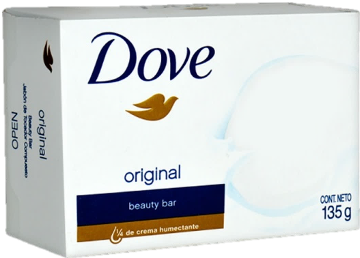 Dove
original
beauty bar
¼ de crema humectante
CONT. NETO
135 g
original
Beauty Bar
Jabón de Tocador Compuesto
OPEN